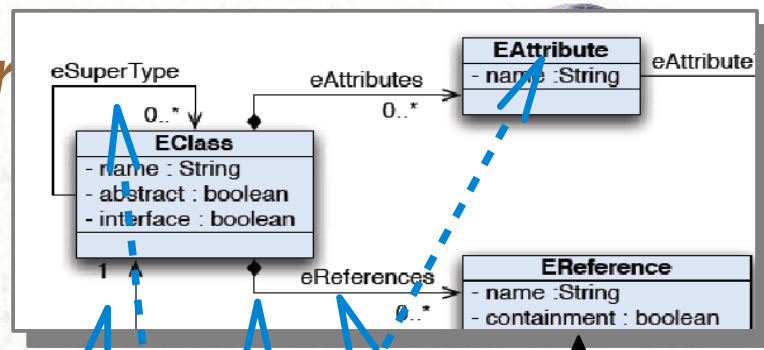 r
eSuperType
0..*
EClass
- name : String
- abstract : boolean
- interface : boolean
1
eAttributes
0..*
EAttribute
- name :String
eAttribute
eReferences
0..*
EReference
- name :String
- containment : boolean